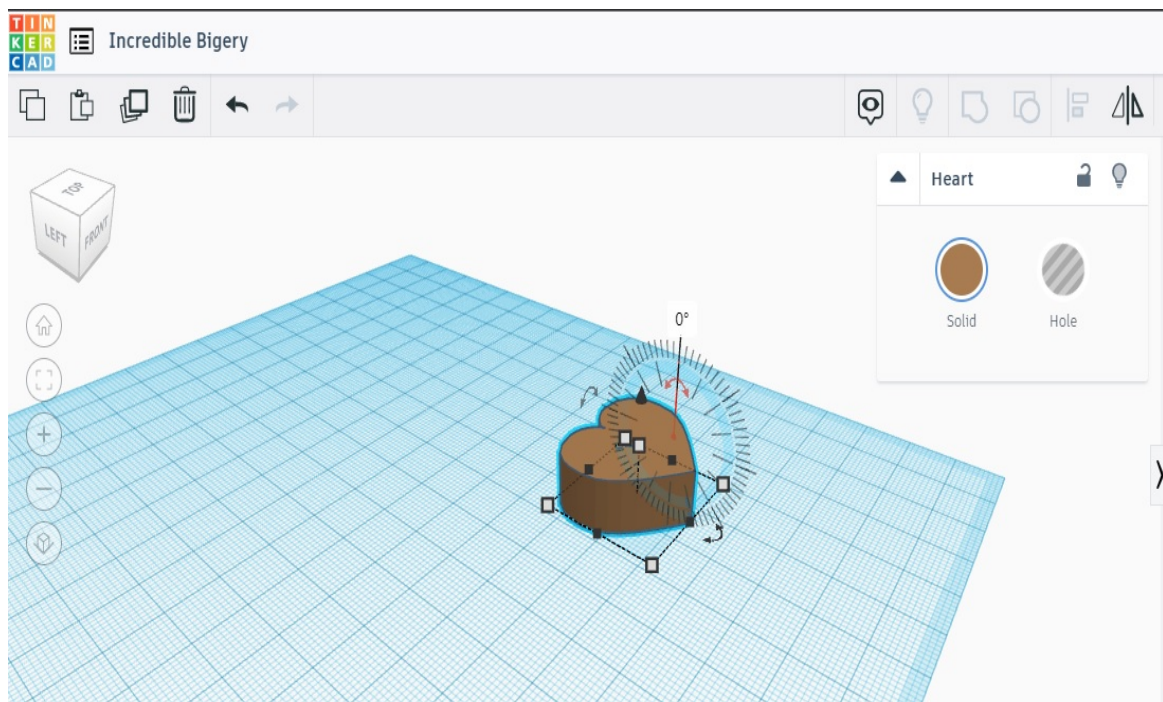 TIN
KER
CAD
Incredible Bigery
Heart
TOP
LEFT
FRONT
0°
Solid
Hole